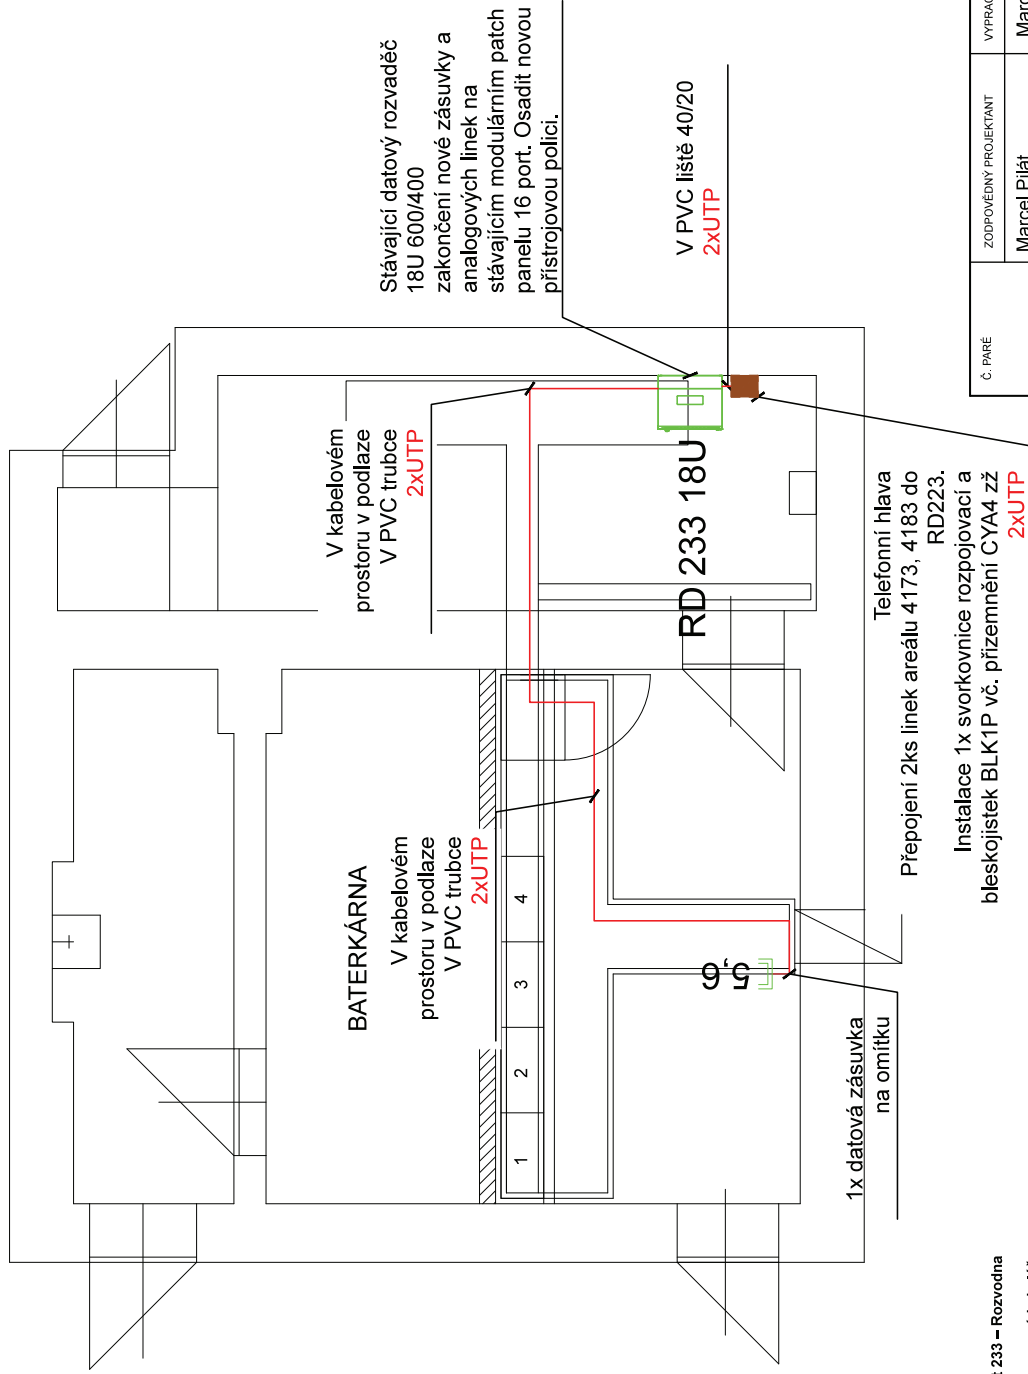 Stávající datový rozvaděč
18U 600/400
zakončení nové zásuvky a
analogových linek na
stávajícím modulárním patch
panelu 16 port. Osadit novou
přístrojovou polici.
V PVC liště 40/20
2xUTP
V kabelovém
prostoru v podlaze
V PVC trubce
2xUTP
RD 233 18U
BATERKÁRNA
V kabelovém
prostoru v podlaze
V PVC trubce
2xUTP
1
2
3
4
5,6
1x datová zásuvka
na omítku
Telefonní hlava
Přepojení 2ks linek areálu 4173, 4183 do
RD223.
Instalace 1x svorkovnice rozpojovací a
bleskojistek BLK1P vč. přizemnění CYA4 zž
2xUTP
Č. PARÉ
ZODPOVĚDNÝ PROJEKTANT
Marcel Pilát
233 – Rozvodna